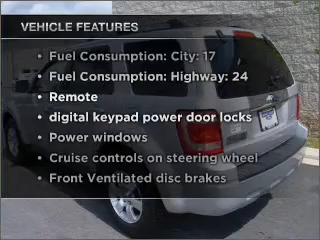 VEHICLE FEATURES
• Fuel Consumption: City: 17
• Fuel Consumption: Highway: 24
• Remote
• digital keypad power door locks
• Power windows
• Cruise controls on steering wheel
• Front Ventilated disc brakes